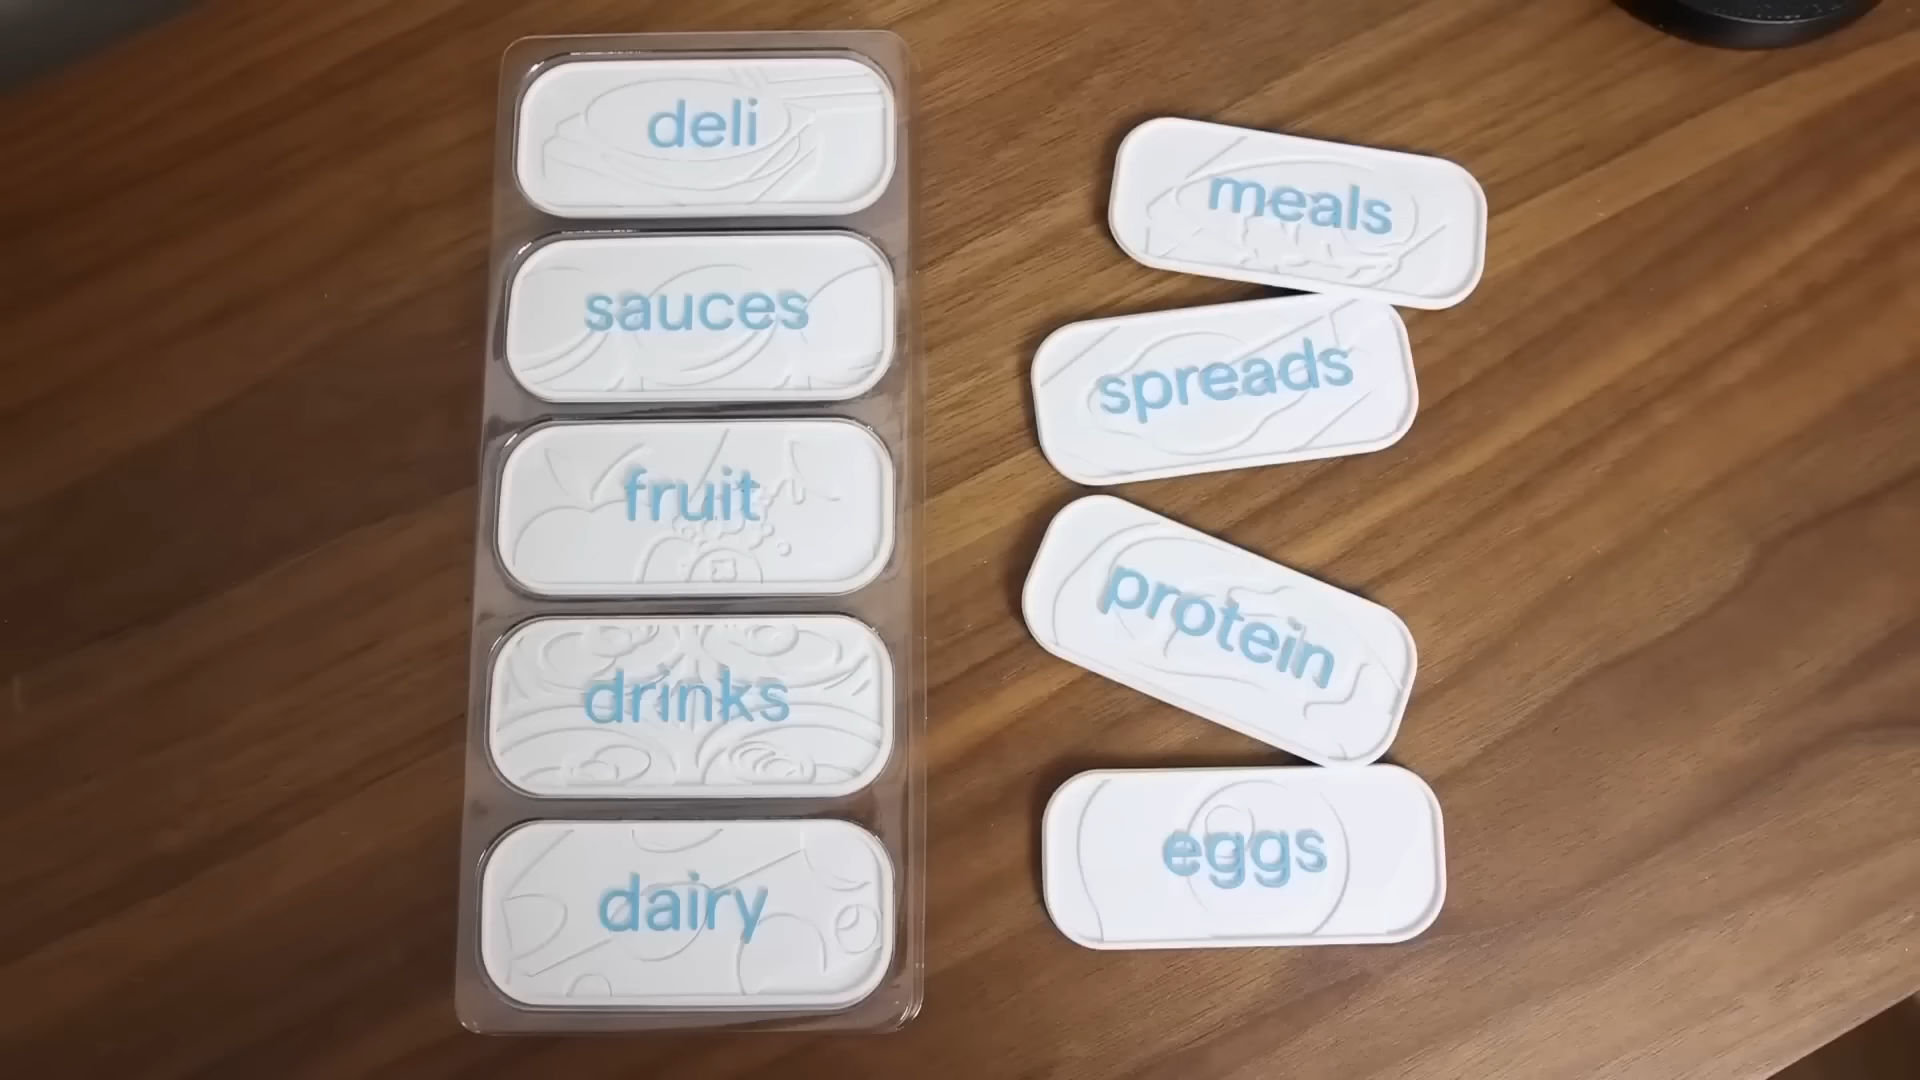 deli
sauces
fruit
drinks
dairy
meals
spreads
protein
eggs